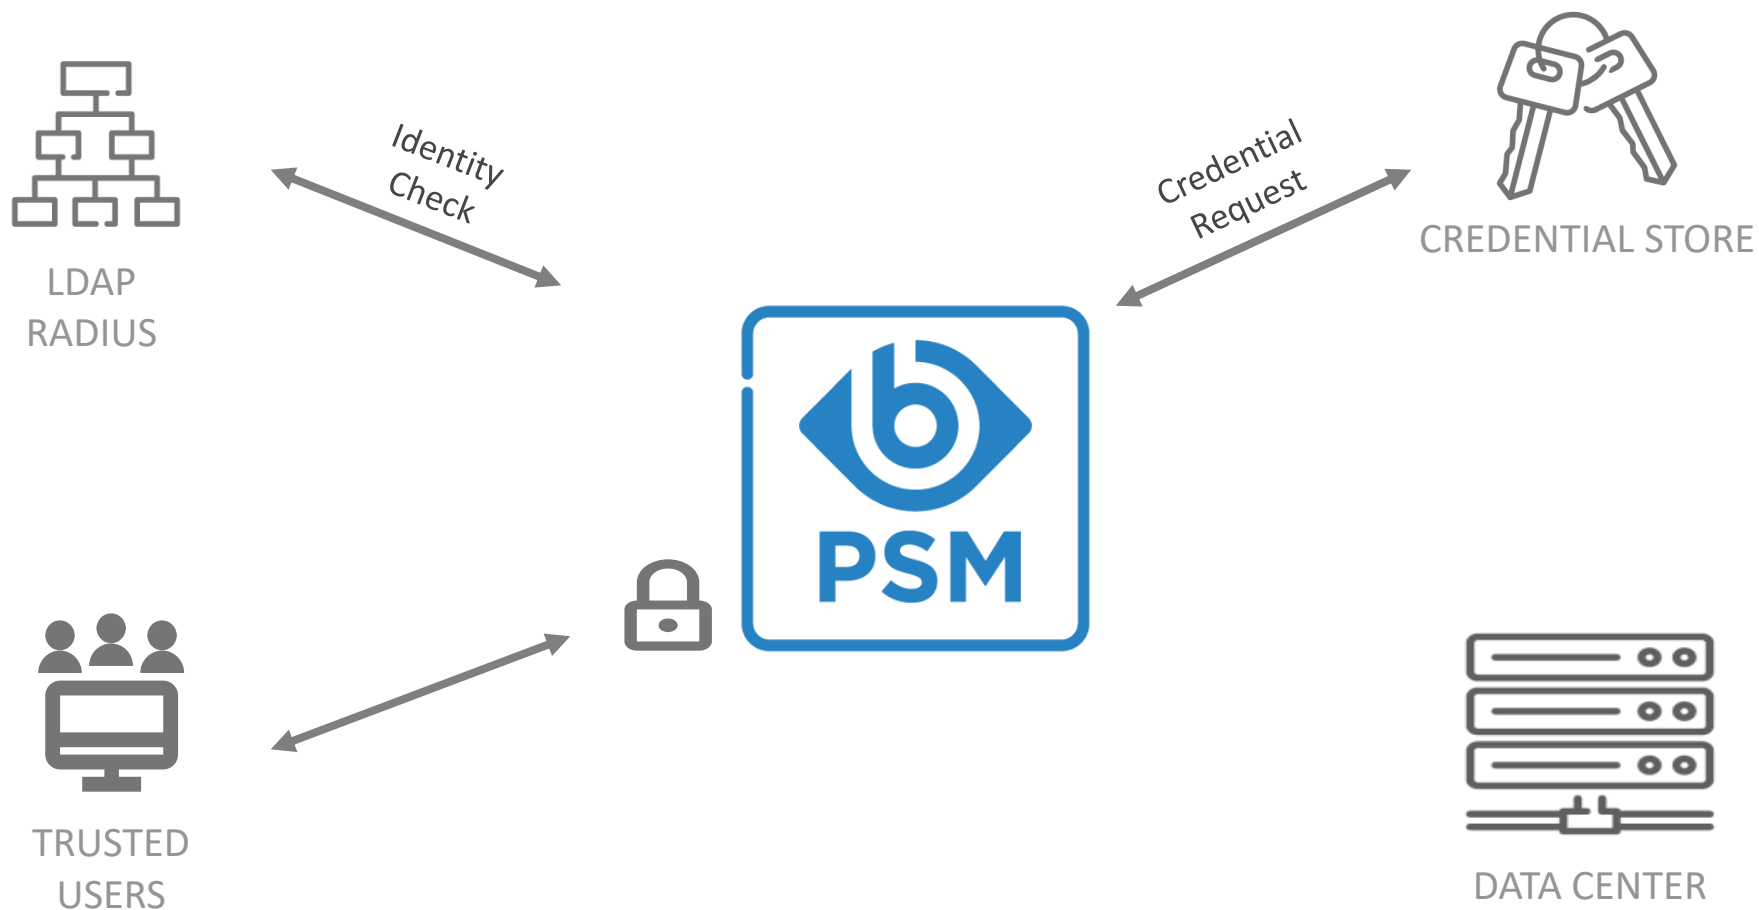 Identity
Check
Credential
Request
CREDENTIAL STORE
LDAP
RADIUS
b
PSM
TRUSTED
USERS
DATA CENTER